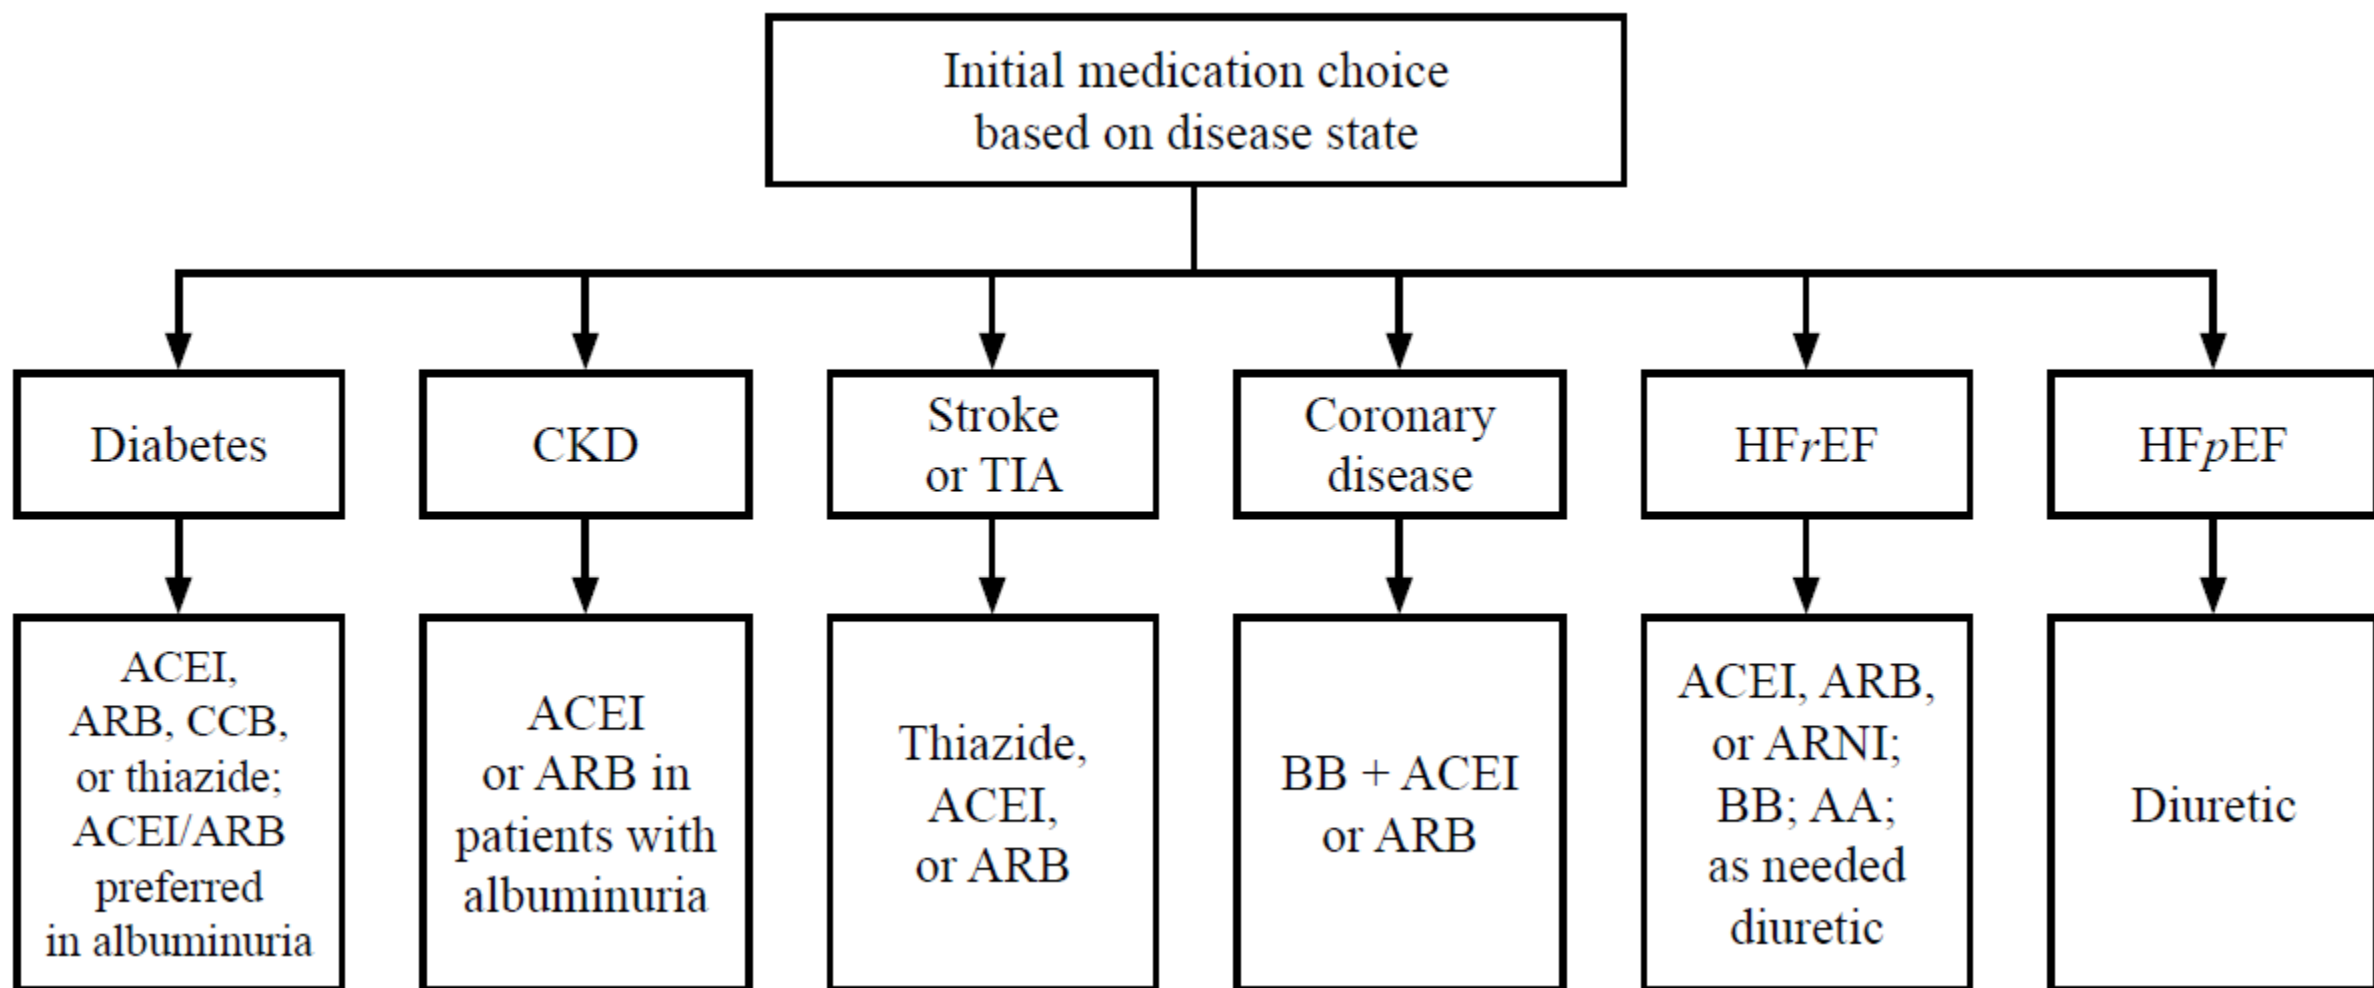 Initial medication choice
based on disease state
Diabetes
CKD
Stroke
or TIA
Coronary
disease
HFrEF
HFpEF
ACEI,
ARB, CCB,
or thiazide;
ACEI/ARB
preferred
in albuminuria
ACEI
or ARB in
patients with
albuminuria
Thiazide,
ACEI,
or ARB
BB + ACEI
or ARB
ACEI, ARB,
or ARNI;
BB; AA;
as needed
diuretic
Diuretic